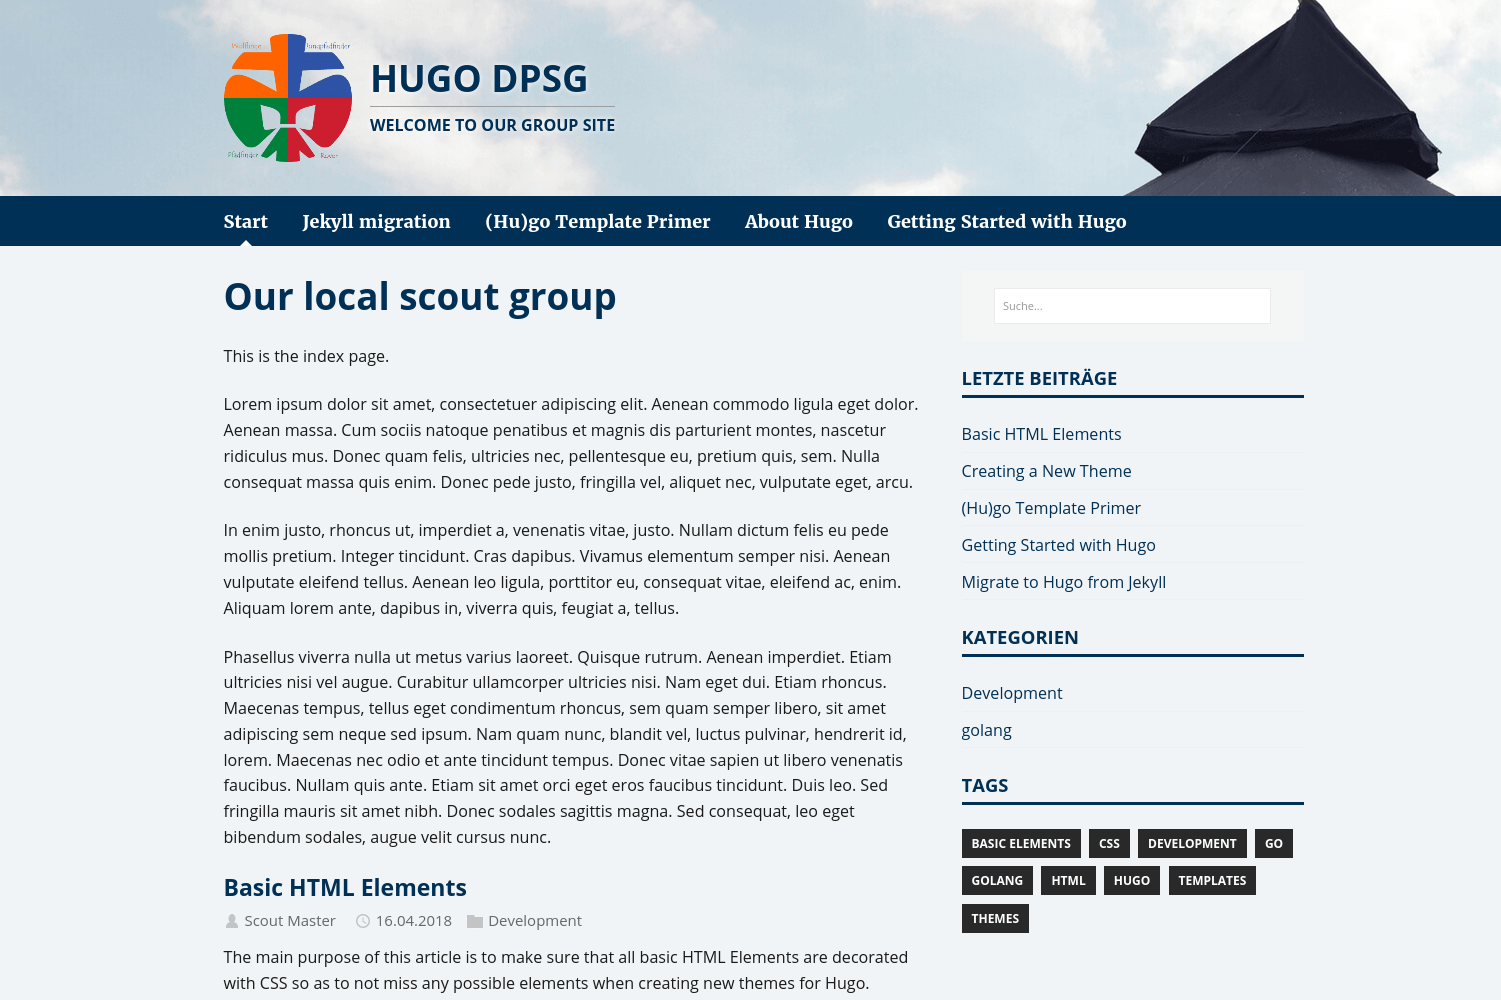 Wölflinge
Jungpfadfinder
Pfadfinder
Rover
HUGO DPSG
WELCOME TO OUR GROUP SITE
Start
Jekyll migration
(Hu)go Template Primer
About Hugo
Getting Started with Hugo
Our local scout group
This is the index page.
Lorem ipsum dolor sit amet, consectetuer adipiscing elit. Aenean commodo ligula eget dolor.
Aenean massa. Cum sociis natoque penatibus et magnis dis parturient montes, nascetur
ridiculus mus. Donec quam felis, ultricies nec, pellentesque eu, pretium quis, sem. Nulla
consequat massa quis enim. Donec pede justo, fringilla vel, aliquet nec, vulputate eget, arcu.
In enim justo, rhoncus ut, imperdiet a, venenatis vitae, justo. Nullam dictum felis eu pede
mollis pretium. Integer tincidunt. Cras dapibus. Vivamus elementum semper nisi. Aenean
vulputate eleifend tellus. Aenean leo ligula, porttitor eu, consequat vitae, eleifend ac, enim.
Aliquam lorem ante, dapibus in, viverra quis, feugiat a, tellus.
Phasellus viverra nulla ut metus varius laoreet. Quisque rutrum. Aenean imperdiet. Etiam
ultricies nisi vel augue. Curabitur ullamcorper ultricies nisi. Nam eget dui. Etiam rhoncus.
Maecenas tempus, tellus eget condimentum rhoncus, sem quam semper libero, sit amet
adipiscing sem neque sed ipsum. Nam quam nunc, blandit vel, luctus pulvinar, hendrerit id,
lorem. Maecenas nec odio et ante tincidunt tempus. Donec vitae sapien ut libero venenatis
faucibus. Nullam quis ante. Etiam sit amet orci eget eros faucibus tincidunt. Duis leo. Sed
fringilla mauris sit amet nibh. Donec sodales sagittis magna. Sed consequat, leo eget
bibendum sodales, augue velit cursus nunc.
Basic HTML Elements
Scout Master
16.04.2018
Development
The main purpose of this article is to make sure that all basic HTML Elements are decorated
with CSS so as to not miss any possible elements when creating new themes for Hugo.
Suche...
LETZTE BEITRÄGE
Basic HTML Elements
Creating a New Theme
(Hu)go Template Primer
Getting Started with Hugo
Migrate to Hugo from Jekyll
KATEGORIEN
Development
golang
TAGS
BASIC ELEMENTS
CSS
DEVELOPMENT
GO
GOLANG
HTML
HUGO
TEMPLATES
THEMES